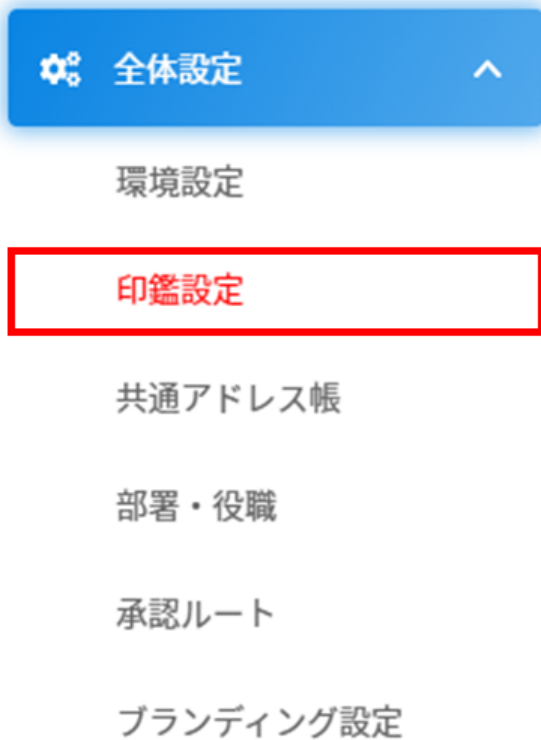 全体設定
環境設定
印鑑設定
共通アドレス帳
部署・役職
承認ルート
ブランディング設定